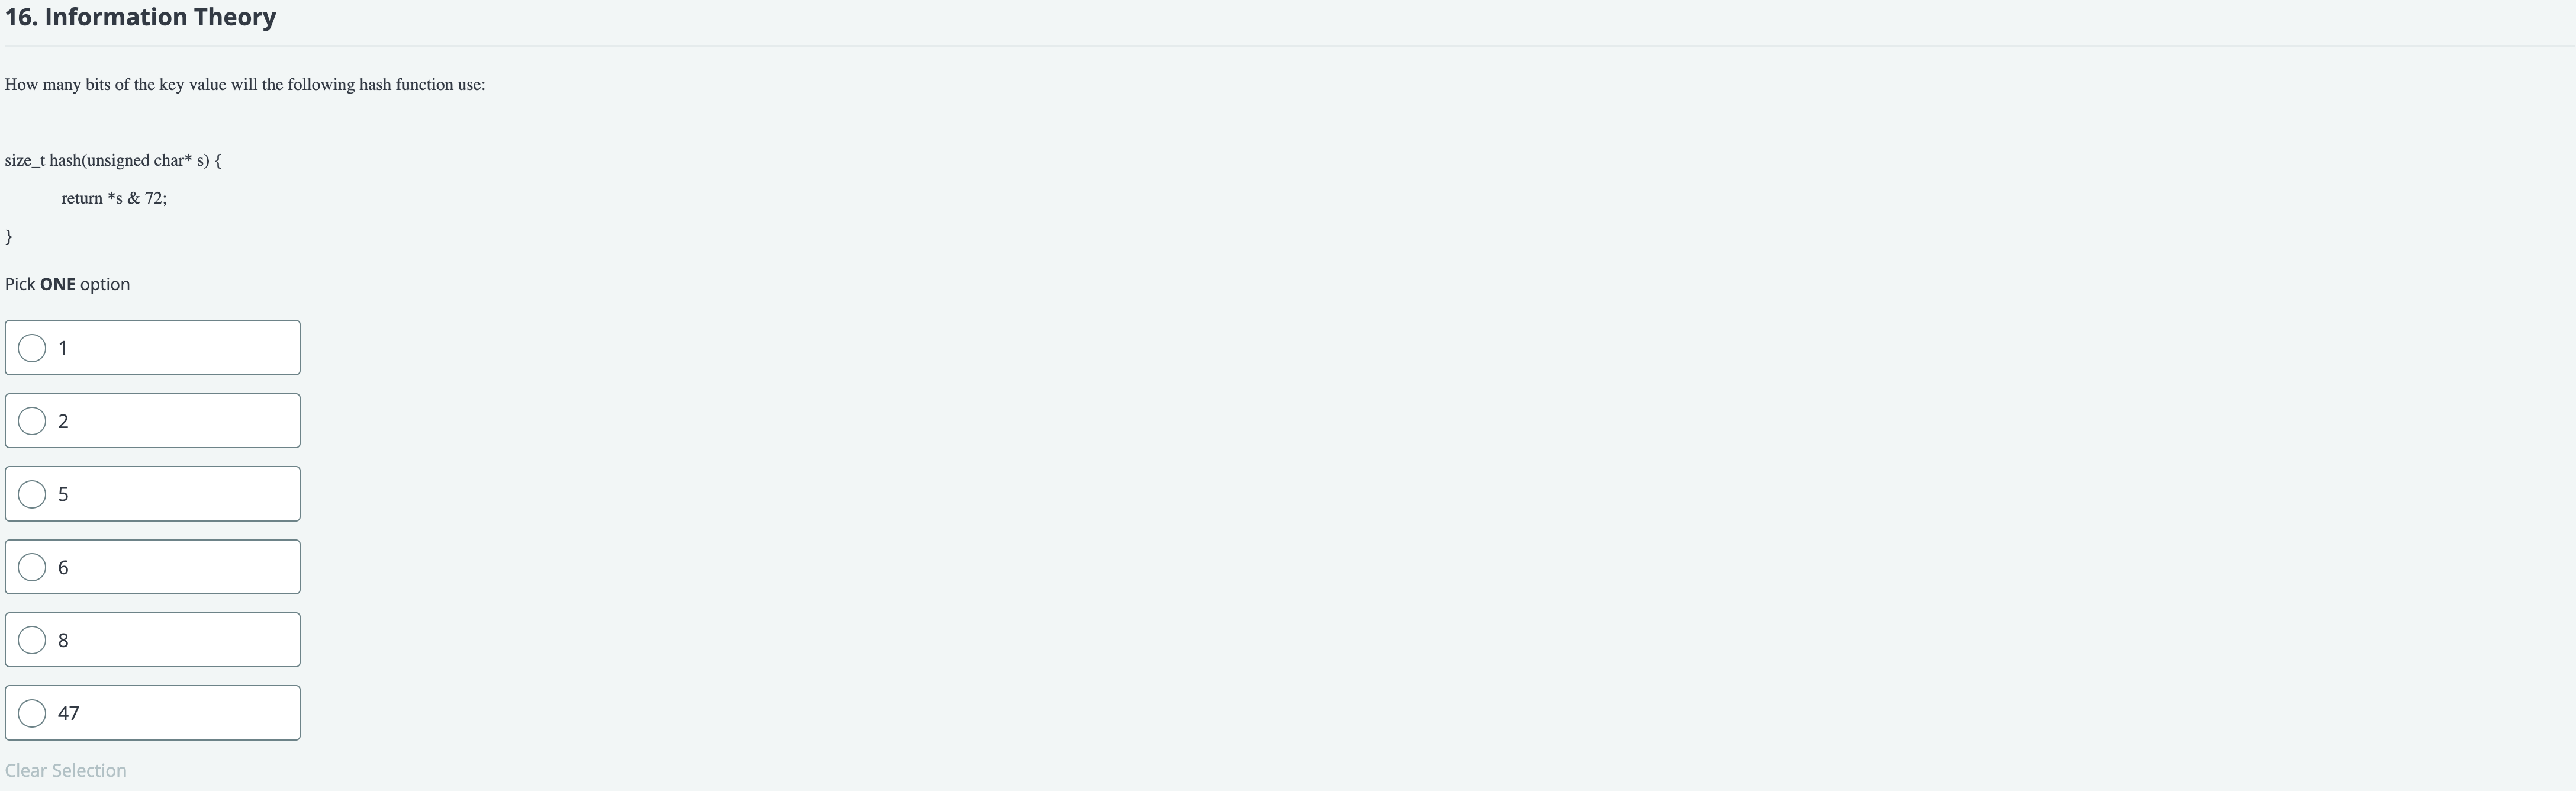 16. Information Theory
How many bits of the key value will the following hash function use:
size_t hash(unsigned char* s) {
return *s & 72;
}
Pick ONE option
1
2
5
6
8
47
Clear Selection